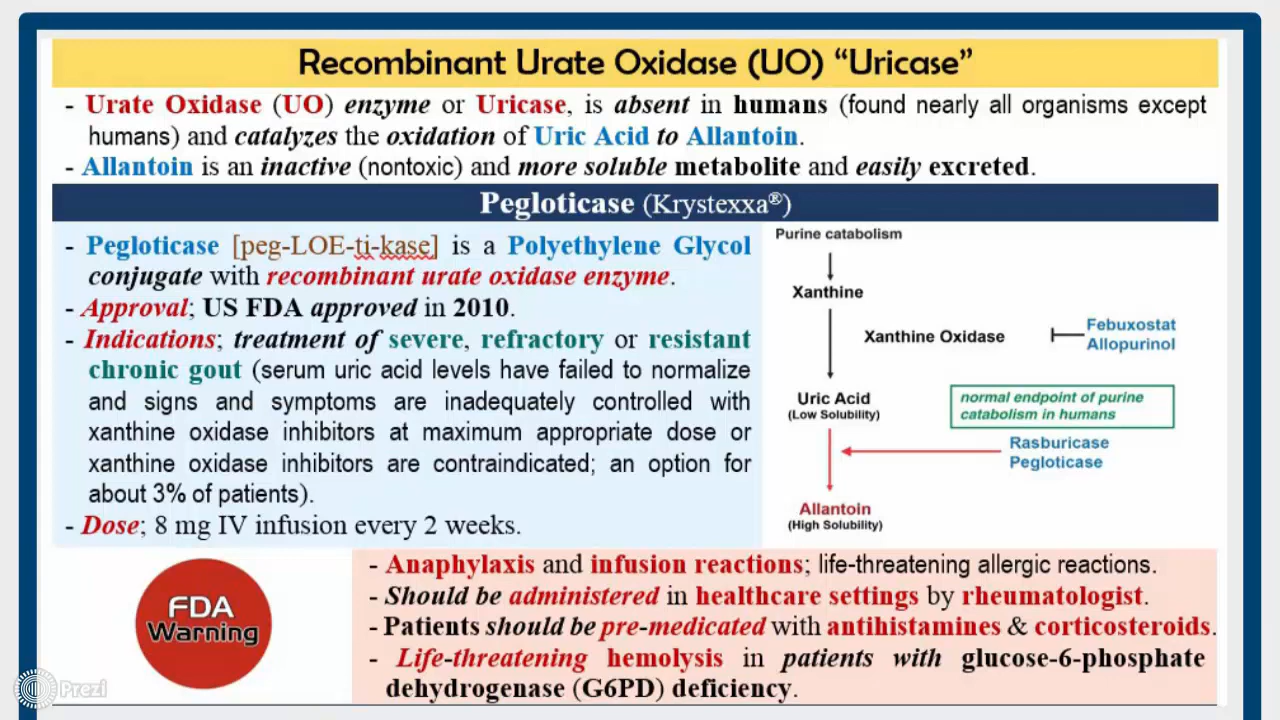 Recombinant Urate Oxidase (UO) “Uricase”
- Urate Oxidase (UO) enzyme or Uricase, is absent in humans (found nearly all organisms except
humans) and catalyzes the oxidation of Uric Acid to Allantoin.
- Allantoin is an inactive (nontoxic) and more soluble metabolite and easily excreted.
Pegloticase (Krystexxa®)
- Pegloticase [peg-LOE-ti-kase] is a Polyethylene Glycol
conjugate with recombinant urate oxidase enzyme.
- Approval; US FDA approved in 2010.
- Indications; treatment of severe, refractory or resistant
chronic gout (serum uric acid levels have failed to normalize
and signs and symptoms are inadequately controlled with
xanthine oxidase inhibitors at maximum appropriate dose or
xanthine oxidase inhibitors are contraindicated; an option for
about 3% of patients).
- Dose; 8 mg IV infusion every 2 weeks.
Purine catabolism
Xanthine
Xanthine Oxidase
Febuxostat
Allopurinol
Uric Acid
(Low Solubility)
normal endpoint of purine
catabolism in humans
Rasburicase
Pegloticase
Allantoin
(High Solubility)
FDA
Warning
- Anaphylaxis and infusion reactions; life-threatening allergic reactions.
- Should be administered in healthcare settings by rheumatologist.
- Patients should be pre-medicated with antihistamines & corticosteroids.
- Life-threatening hemolysis in patients with glucose-6-phosphate
dehydrogenase (G6PD) deficiency.
Prezi